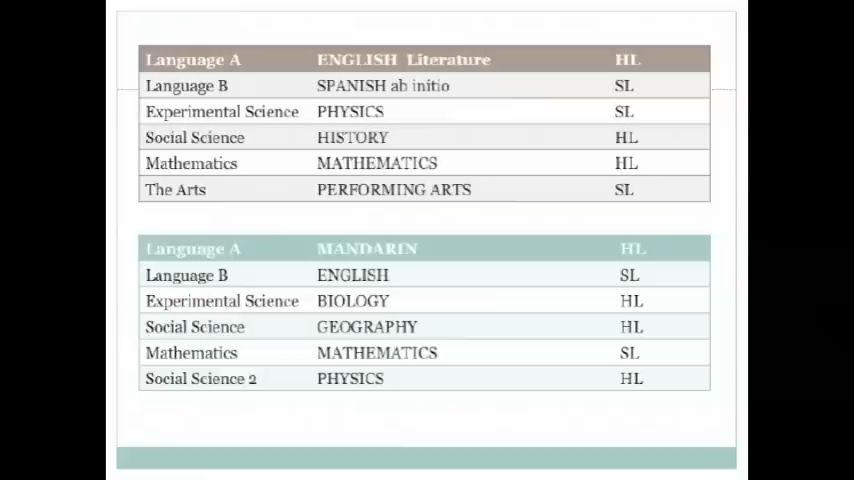 Language A ENGLISH Literature HL
Language B SPANISH ab initio SL
Experimental Science PHYSICS SL
Social Science HISTORY HL
Mathematics MATHEMATICS HL
The Arts PERFORMING ARTS SL
Language A MANDARIN HL
Language B ENGLISH SL
Experimental Science BIOLOGY HL
Social Science GEOGRAPHY HL
Mathematics MATHEMATICS SL
Social Science 2 PHYSICS HL